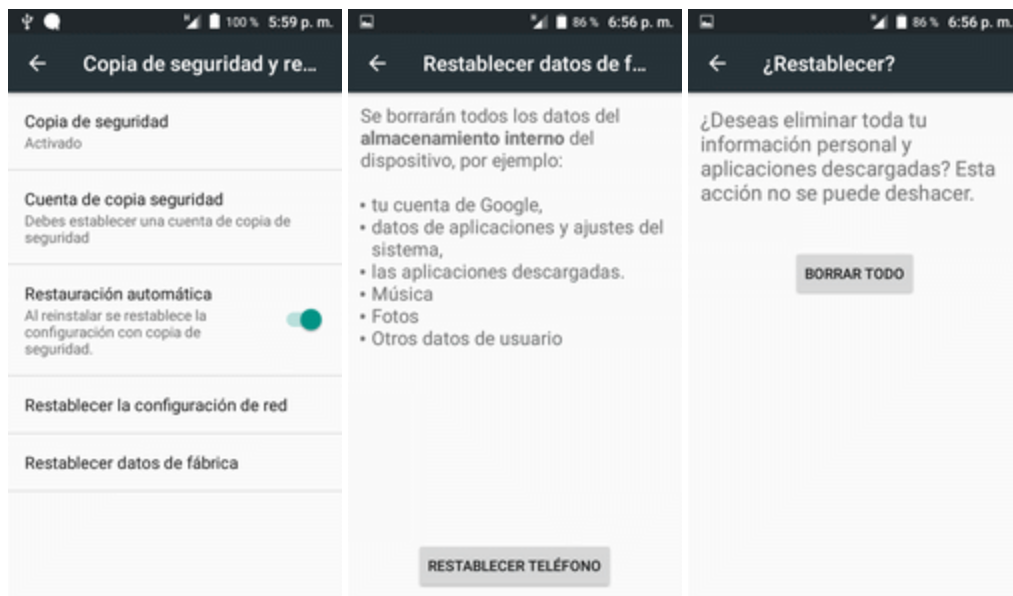 100 % 5:59 p. m.
Copia de seguridad y re...
Copia de seguridad
Activado
Cuenta de copia seguridad
Debes establecer una cuenta de copia de
seguridad
Restauración automática
Al reinstalar se restablece la
configuración con copia de
seguridad.
Restablecer la configuración de red
Restablecer datos de fábrica
86 % 6:56 p. m.
Restablecer datos de f...
Se borrarán todos los datos del
almacenamiento interno del
dispositivo, por ejemplo:
• tu cuenta de Google,
• datos de aplicaciones y ajustes del
sistema,
• las aplicaciones descargadas.
• Música
• Fotos
• Otros datos de usuario
RESTABLECER TELÉFONO
86 % 6:56 p. m.
¿Restablecer?
¿Deseas eliminar toda tu
información personal y
aplicaciones descargadas? Esta
acción no se puede deshacer.
BORRAR TODO